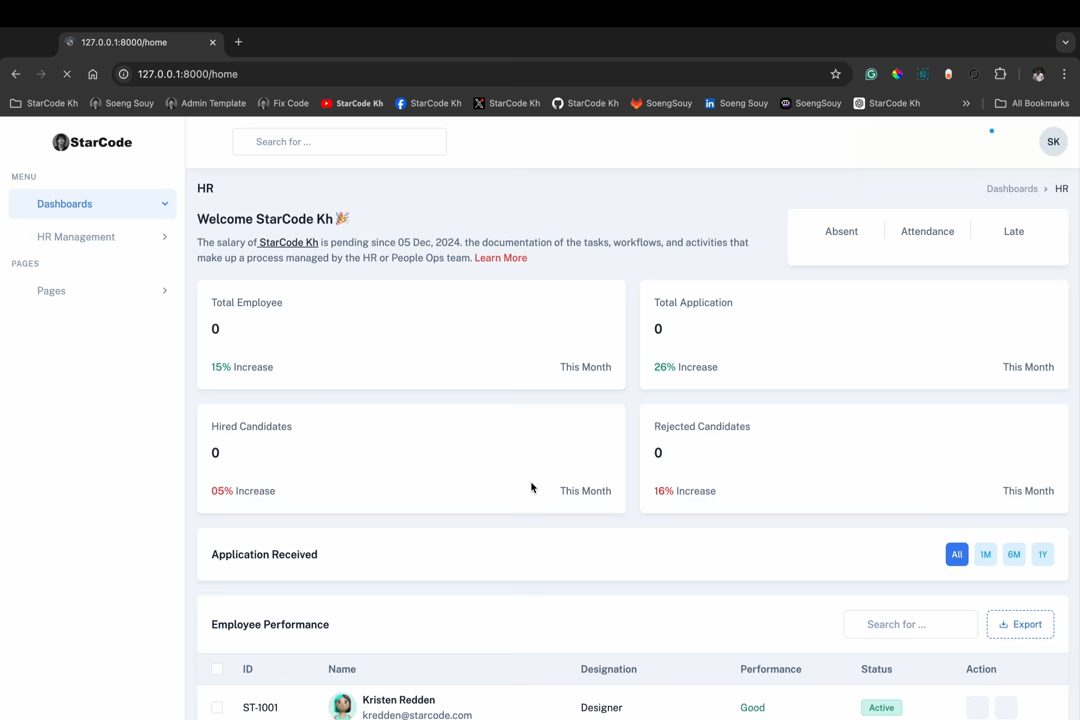 127.0.0.1:8000/home
127.0.0.1:8000/home
StarCode Kh
Soeng Souy
Admin Template
Fix Code
StarCode Kh
StarCode Kh
StarCode Kh
StarCode Kh
SoengSouy
Soeng Souy
SoengSouy
StarCode Kh
All Bookmarks
StarCode
Search for ...
SK
MENU
Dashboards
HR Management
PAGES
Pages
HR
Dashboards
HR
Welcome StarCode Kh🎉
The salary of StarCode Kh is pending since 05 Dec, 2024. the documentation of the tasks, workflows, and activities that
make up a process managed by the HR or People Ops team. Learn More
Absent
Attendance
Late
Total Employee
0
15% Increase
This Month
Total Application
0
26% Increase
This Month
Hired Candidates
0
05% Increase
This Month
Rejected Candidates
0
16% Increase
This Month
Application Received
All
1M
6M
1Y
Employee Performance
Search for ...
Export
ID
Name
Designation
Performance
Status
Action
ST-1001
Kristen Redden
kredden@starcode.com
Designer
Good
Active